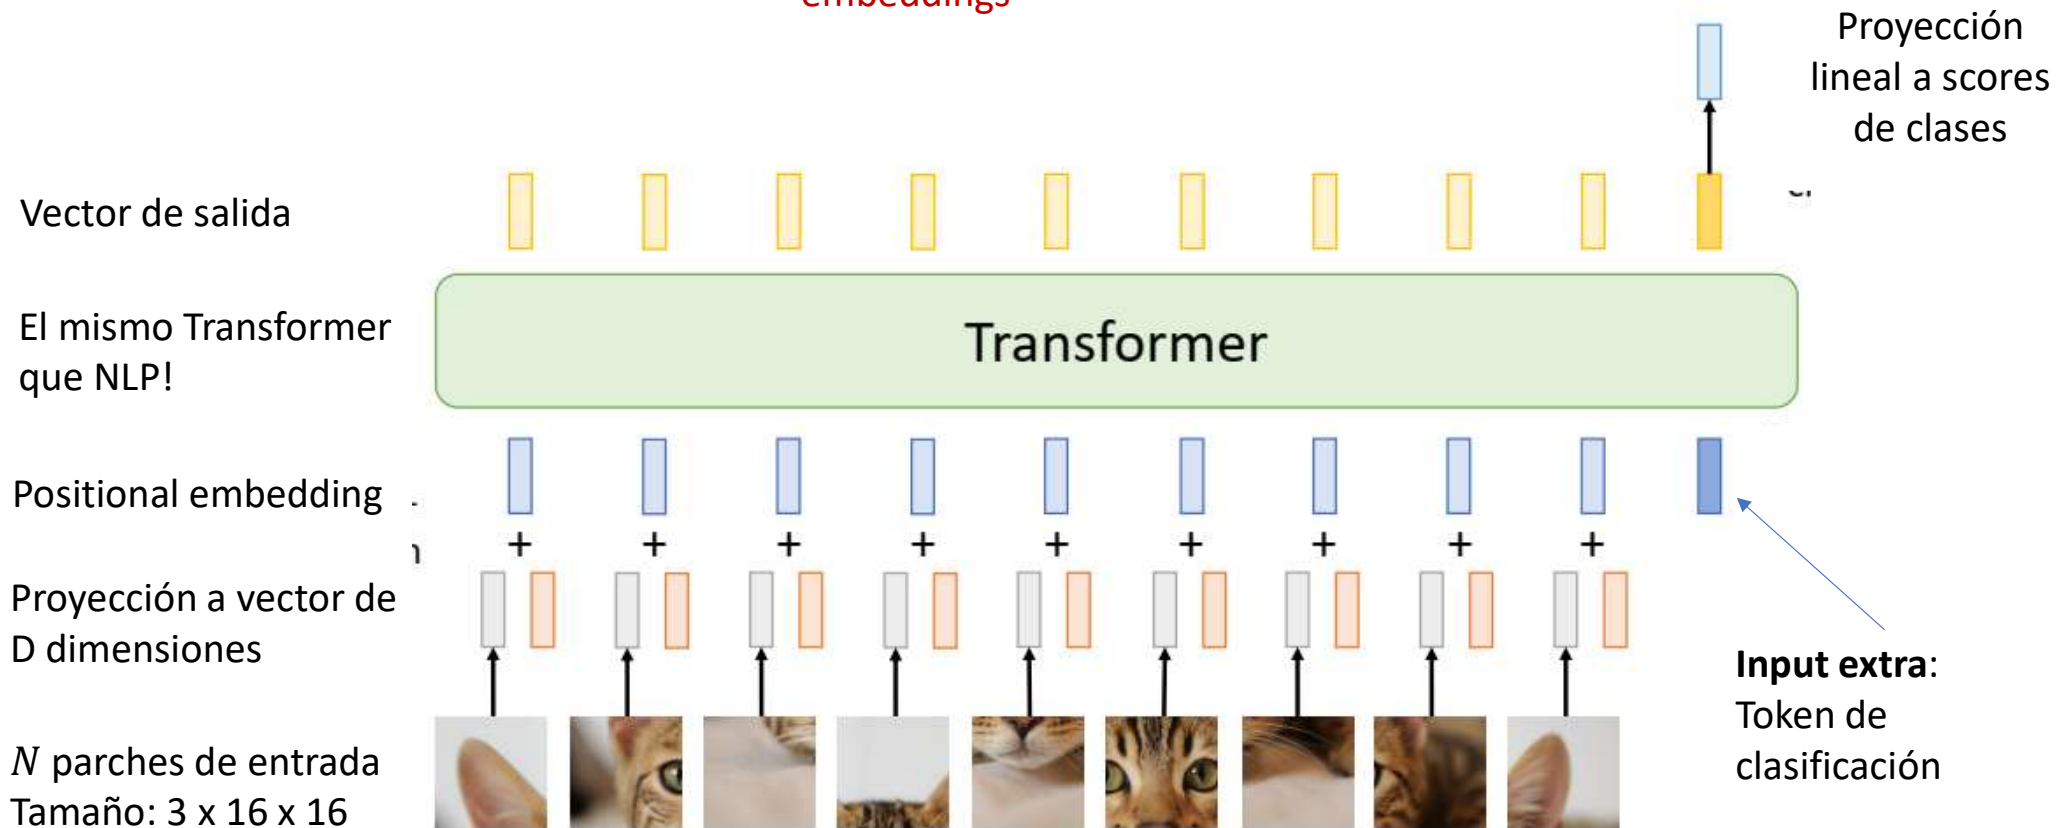 embeddings
Proyección
lineal a scores
de clases
Vector de salida
El mismo Transformer
que NLP!
Transformer
Positional embedding
+ + + + + + + + +
Proyección a vector de
D dimensiones
Input extra:
Token de
clasificación
N parches de entrada
Tamaño: 3 x 16 x 16